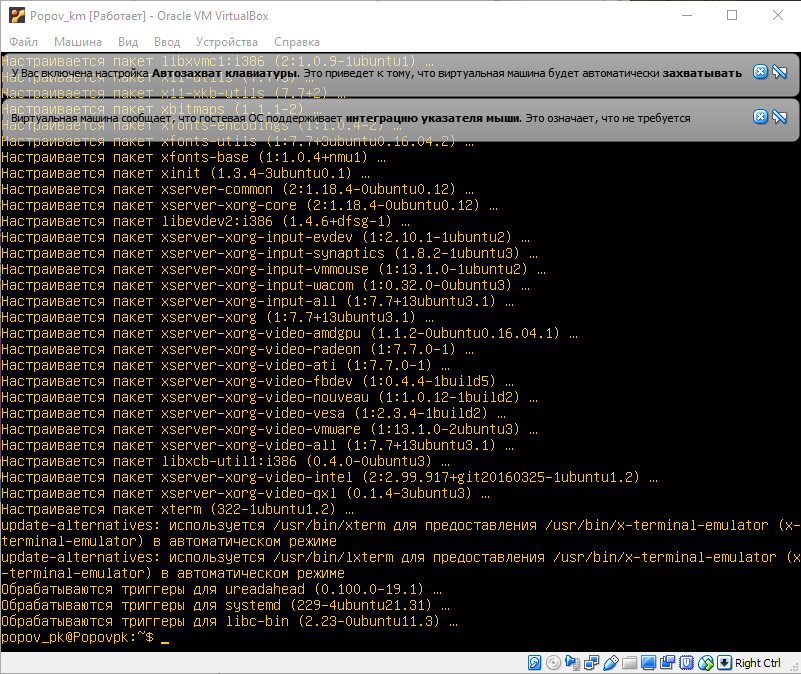 Popov_km [Работает] - Oracle VM VirtualBox
Файл Машина Вид Ввод Устройства Справка
Настраивается пакет libxvmc1:i386 (2:1.0.9-1ubuntu1) …
У Вас включена настройка Автозахват клавиатуры. Это приведет к тому, что виртуальная машина будет автоматически захватывать
Настраивается пакет x11-xkb-utils (7.7+2) …
Настраивается пакет xbitmaps (1.1.1-2) …
Виртуальная машина сообщает, что гостевая ОС поддерживает интеграцию указателя мыши. Это означает, что не требуется
Настраивается пакет xfonts-encodings (1:1.0.4-2) …
Настраивается пакет xfonts-utils (1:7.7+3ubuntu0.16.04.2) …
Настраивается пакет xfonts-base (1:1.0.4+nmu1) …
Настраивается пакет xinit (1.3.4-3ubuntu0.1) …
Настраивается пакет xserver-common (2:1.18.4-0ubuntu0.12) …
Настраивается пакет xserver-xorg-core (2:1.18.4-0ubuntu0.12) …
Настраивается пакет libevdev2:i386 (1.4.6+dfsg-1) …
Настраивается пакет xserver-xorg-input-evdev (1:2.10.1-1ubuntu2) …
Настраивается пакет xserver-xorg-input-synaptics (1.8.2-1ubuntu3) …
Настраивается пакет xserver-xorg-input-vmmouse (1:13.1.0-1ubuntu2) …
Настраивается пакет xserver-xorg-input-wacom (1:0.32.0-0ubuntu3) …
Настраивается пакет xserver-xorg-input-all (1:7.7+13ubuntu3.1) …
Настраивается пакет xserver-xorg (1:7.7+13ubuntu3.1) …
Настраивается пакет xserver-xorg-video-amdgpu (1.1.2-0ubuntu0.16.04.1) …
Настраивается пакет xserver-xorg-video-radeon (1:7.7.0-1) …
Настраивается пакет xserver-xorg-video-ati (1:7.7.0-1) …
Настраивается пакет xserver-xorg-video-fbdev (1:0.4.4-1build5) …
Настраивается пакет xserver-xorg-video-nouveau (1:1.0.12-1build2) …
Настраивается пакет xserver-xorg-video-vesa (1:2.3.4-1build2) …
Настраивается пакет xserver-xorg-video-vmware (1:13.1.0-2ubuntu3) …
Настраивается пакет xserver-xorg-video-all (1:7.7+13ubuntu3.1) …
Настраивается пакет libxcb-util1:i386 (0.4.0-0ubuntu3) …
Настраивается пакет xserver-xorg-video-intel (2:2.99.917+git20160325-1ubuntu1.2) …
Настраивается пакет xserver-xorg-video-qxl (0.1.4-3ubuntu3) …
Настраивается пакет xterm (322-1ubuntu1.2) …
update-alternatives: используется /usr/bin/xterm для предоставления /usr/bin/x-terminal-emulator (x-
terminal-emulator) в автоматическом режиме
update-alternatives: используется /usr/bin/lxterm для предоставления /usr/bin/x-terminal-emulator (x
-terminal-emulator) в автоматическом режиме
Обрабатываются триггеры для ureadahead (0.100.0-19.1) …
Обрабатываются триггеры для systemd (229-4ubuntu21.31) …
Обрабатываются триггеры для libc-bin (2.23-0ubuntu11.3) …
popov_pk@Popovpk:~$ _
Right Ctrl